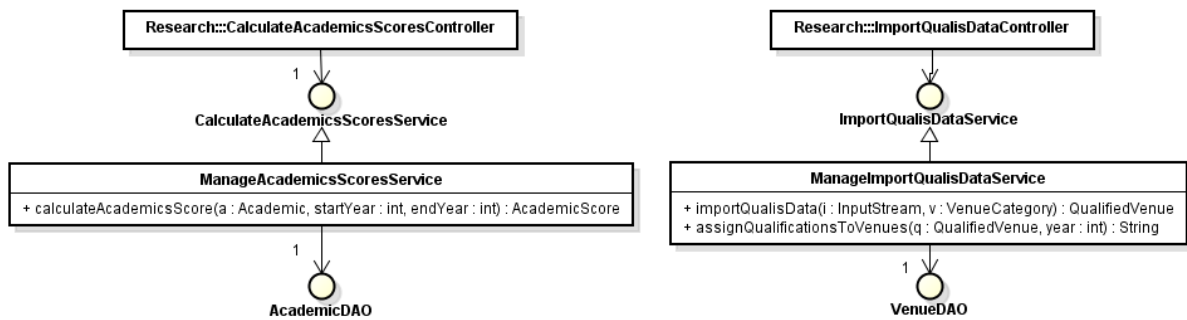 Research:::CalculateAcademicsScoresController
1
CalculateAcademicsScoresService
ManageAcademicsScoresService
+ calculateAcademicsScore(a : Academic, startYear : int, endYear : int) : AcademicScore
1
AcademicDAO
Research:::ImportQualisDataController
ImportQualisDataService
ManageImportQualisDataService
+ importQualisData(i : InputStream, v : VenueCategory) : QualifiedVenue
+ assignQualificationsToVenues(q : QualifiedVenue, year : int) : String
1
VenueDAO